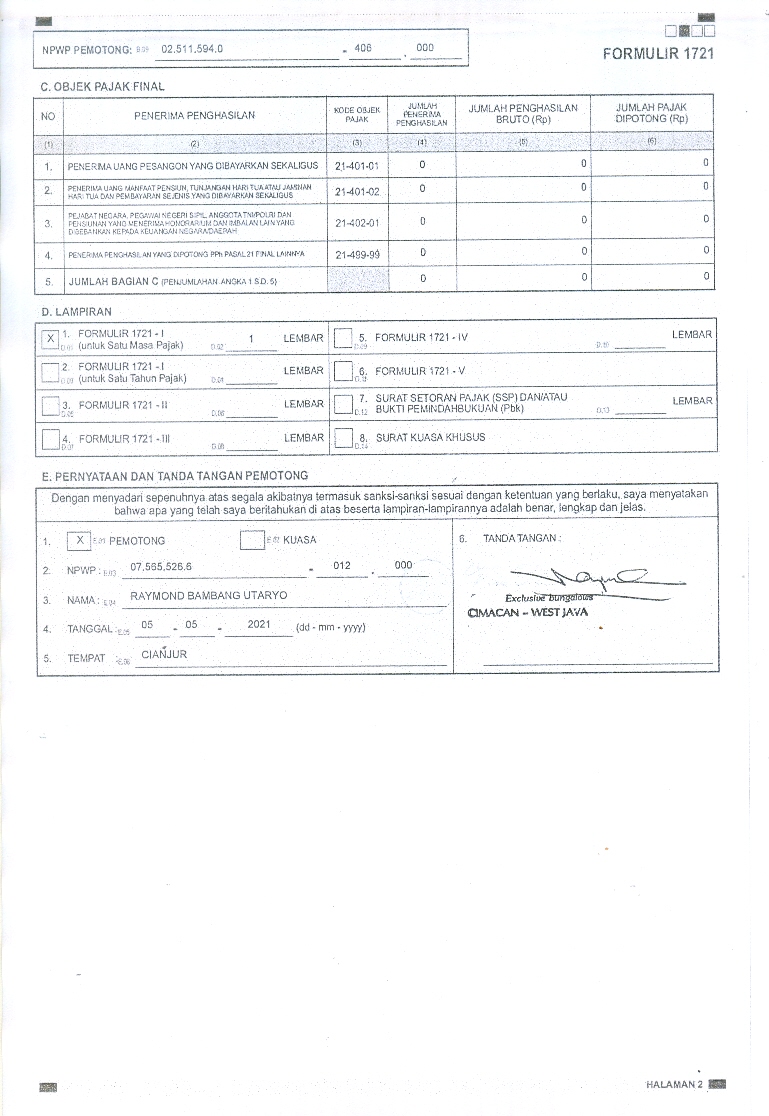 NPWP PEMOTONG: 02.511.594.0 - 406 . 000
FORMULIR 1721
C. OBJEK PAJAK FINAL
NO PENERIMA PENGHASILAN KODE OBJEK PAJAK JUMLAH PENERIMA PENGHASILAN JUMLAH PENGHASILAN BRUTO (Rp) JUMLAH PAJAK DIPOTONG (Rp)
(1) (2) (3) (4) (5) (6)
1. PENERIMA UANG PESANGON YANG DIBAYARKAN SEKALIGUS 21-401-01 0 0 0
2. PENERIMA UANG MANFAAT PENSIUN, TUNJANGAN HARI TUA ATAU JAMINAN
HARI TUA DAN PEMBAYARAN SEJENIS YANG DIBAYARKAN SEKALIGUS 21-401-02 0 0 0
3. PEJABAT NEGARA, PEGAWAI NEGERI SIPIL, ANGGOTA TNI/POLRI DAN
PENSIUNAN YANG MENERIMA HONORARIUM DAN IMBALAN LAIN YANG
DIBEBANKAN KEPADA KEUANGAN NEGARA/DAERAH 21-402-01 0 0 0
4. PENERIMA PENGHASILAN YANG DIPOTONG PPh PASAL 21 FINAL LAINNYA 21-499-99 0 0 0
5. JUMLAH BAGIAN C (PENJUMLAHAN ANGKA 1 S.D. 5) 0 0 0
D. LAMPIRAN
X 1. FORMULIR 1721 - I
D.01 (untuk Satu Masa Pajak) D.02 1 LEMBAR
5. FORMULIR 1721 - IV
D.09 D.10 LEMBAR
2. FORMULIR 1721 - I
D.03 (untuk Satu Tahun Pajak) D.04 LEMBAR
6. FORMULIR 1721 - V
D.11
3. FORMULIR 1721 - II
D.05 D.06 LEMBAR
7. SURAT SETORAN PAJAK (SSP) DAN/ATAU
D.12 BUKTI PEMINDAHBUKUAN (Pbk) D.13 LEMBAR
4. FORMULIR 1721 - III
D.07 D.08 LEMBAR
8. SURAT KUASA KHUSUS
D.14
E. PERNYATAAN DAN TANDA TANGAN PEMOTONG
Dengan menyadari sepenuhnya atas segala akibatnya termasuk sanksi-sanksi sesuai dengan ketentuan yang berlaku, saya menyatakan
bahwa apa yang telah saya beritahukan di atas beserta lampiran-lampirannya adalah benar, lengkap dan jelas.
1. X E.01 PEMOTONG E.02 KUASA
2. NPWP : E.03 07,565,526,6 - 012 . 000
3. NAMA : E.04 RAYMOND BAMBANG UTARYO
4. TANGGAL : E.05 05 - 05 - 2021 (dd - mm - yyyy)
5. TEMPAT : E.06 CIANJUR
6. TANDA TANGAN :
Exclusive bungalows
CIMACAN - WEST JAVA
HALAMAN 2